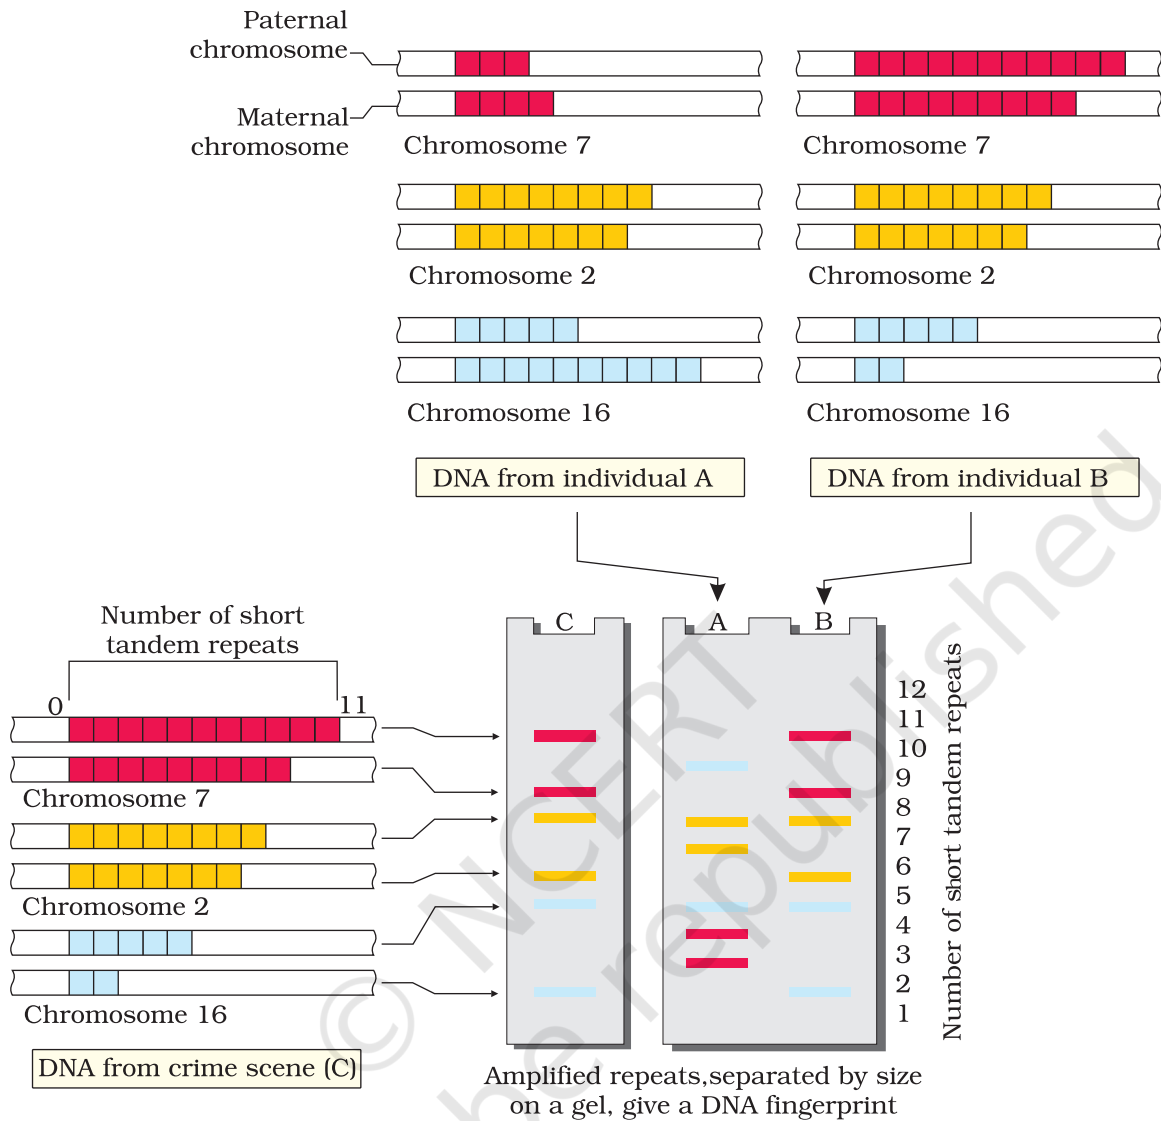 Paternal
chromosome
Maternal
chromosome
Chromosome 7
Chromosome 7
Chromosome 2
Chromosome 2
Chromosome 16
Chromosome 16
DNA from individual A
DNA from individual B
Number of short
tandem repeats
0
11
Chromosome 7
Chromosome 2
Chromosome 16
DNA from crime scene (C)
C
A
B
12
11
10
9
8
7
6
5
4
3
2
1
Number of short tandem repeats
Amplified repeats,separated by size
on a gel, give a DNA fingerprint
© NCERT
be republished